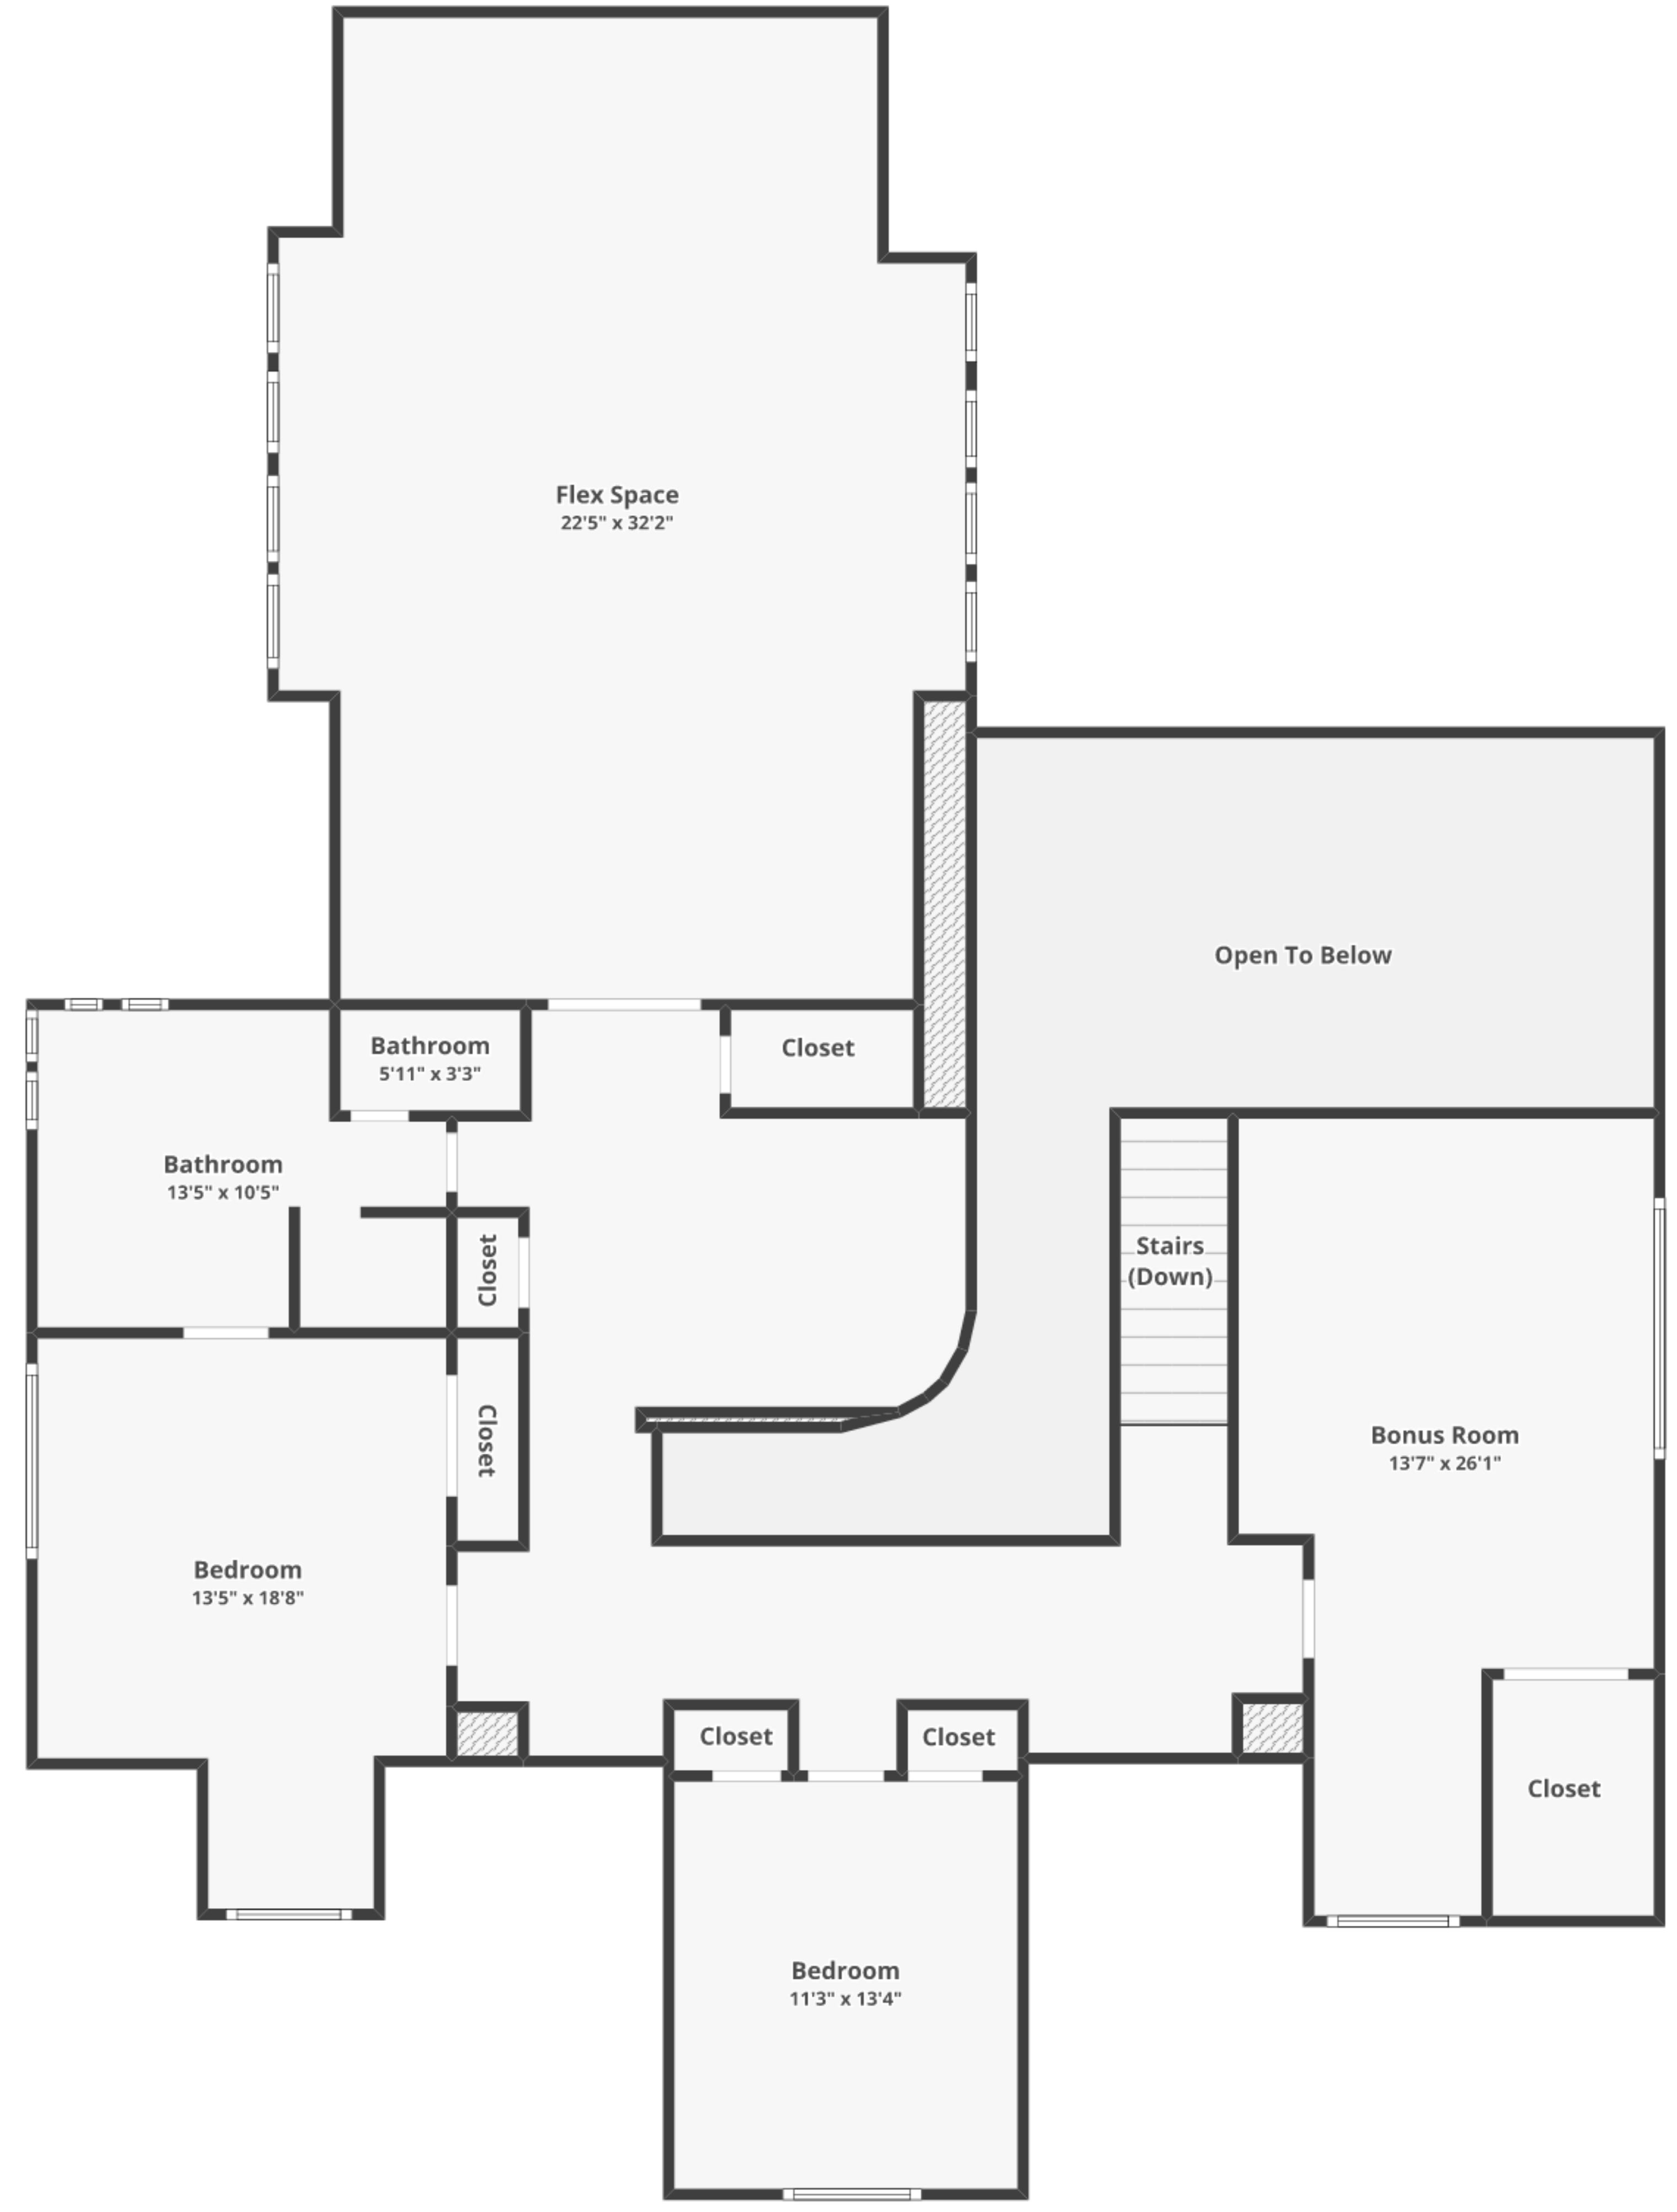 Flex Space
22'5" x 32'2"
Open To Below
Bathroom
5'11" x 3'3"
Closet
Bathroom
13'5" x 10'5"
Closet
Stairs
(Down)
Closet
Bonus Room
13'7" x 26'1"
Bedroom
13'5" x 18'8"
Closet
Closet
Closet
Bedroom
11'3" x 13'4"